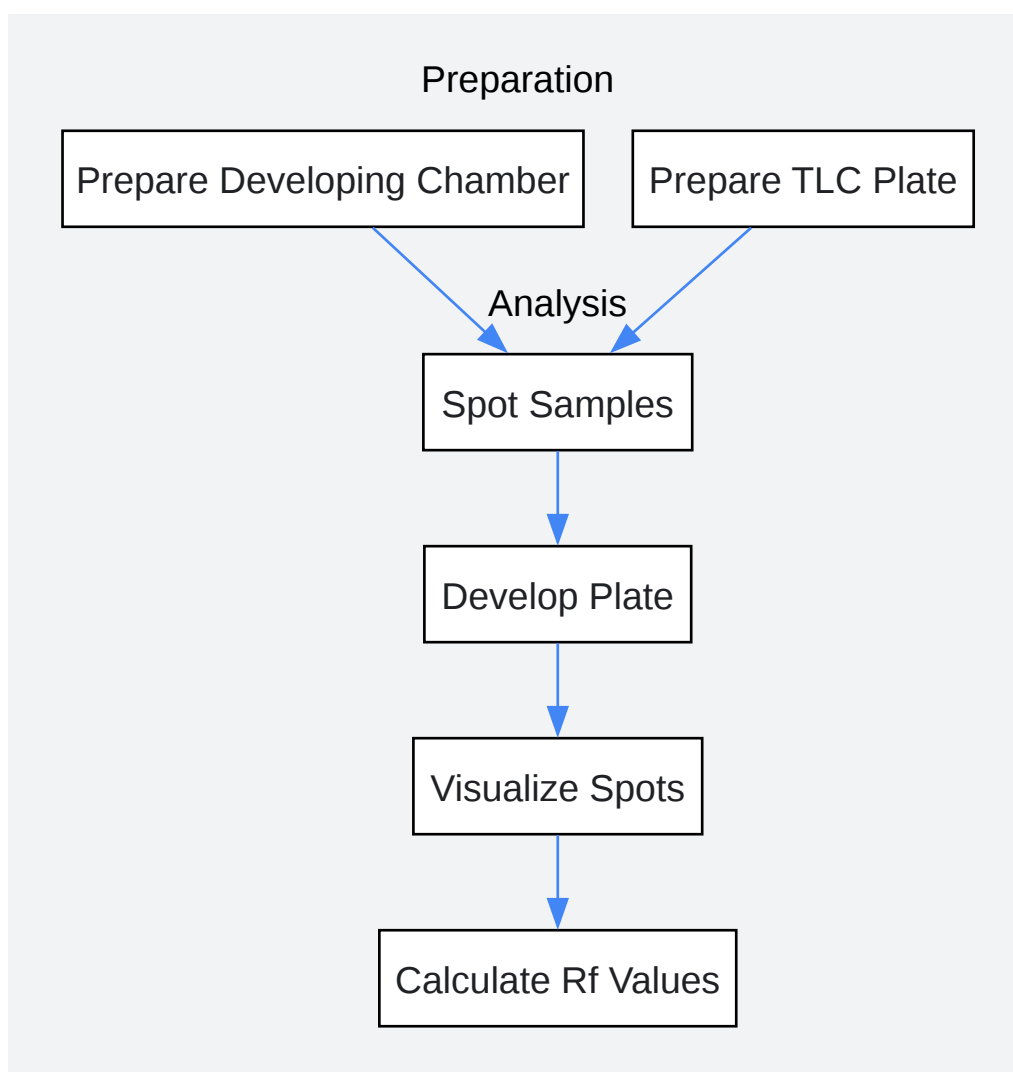 Preparation
Prepare Developing Chamber
Prepare TLC Plate
Analysis
Spot Samples
Develop Plate
Visualize Spots
Calculate Rf Values